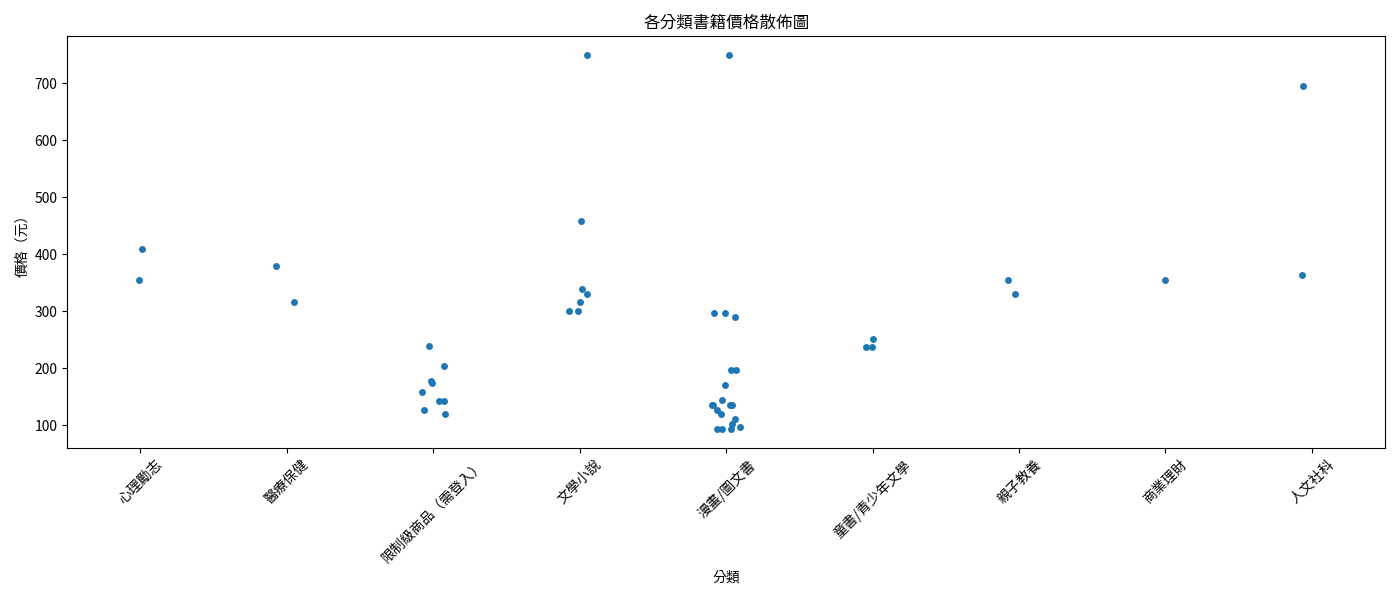 各分類書籍價格散佈圖
價格（元）
700
600
500
400
300
200
100
心理勵志
醫療保健
限制級商品（需登入）
文學小說
漫畫/圖文書
童書/青少年文學
親子教養
商業理財
人文社科
分類